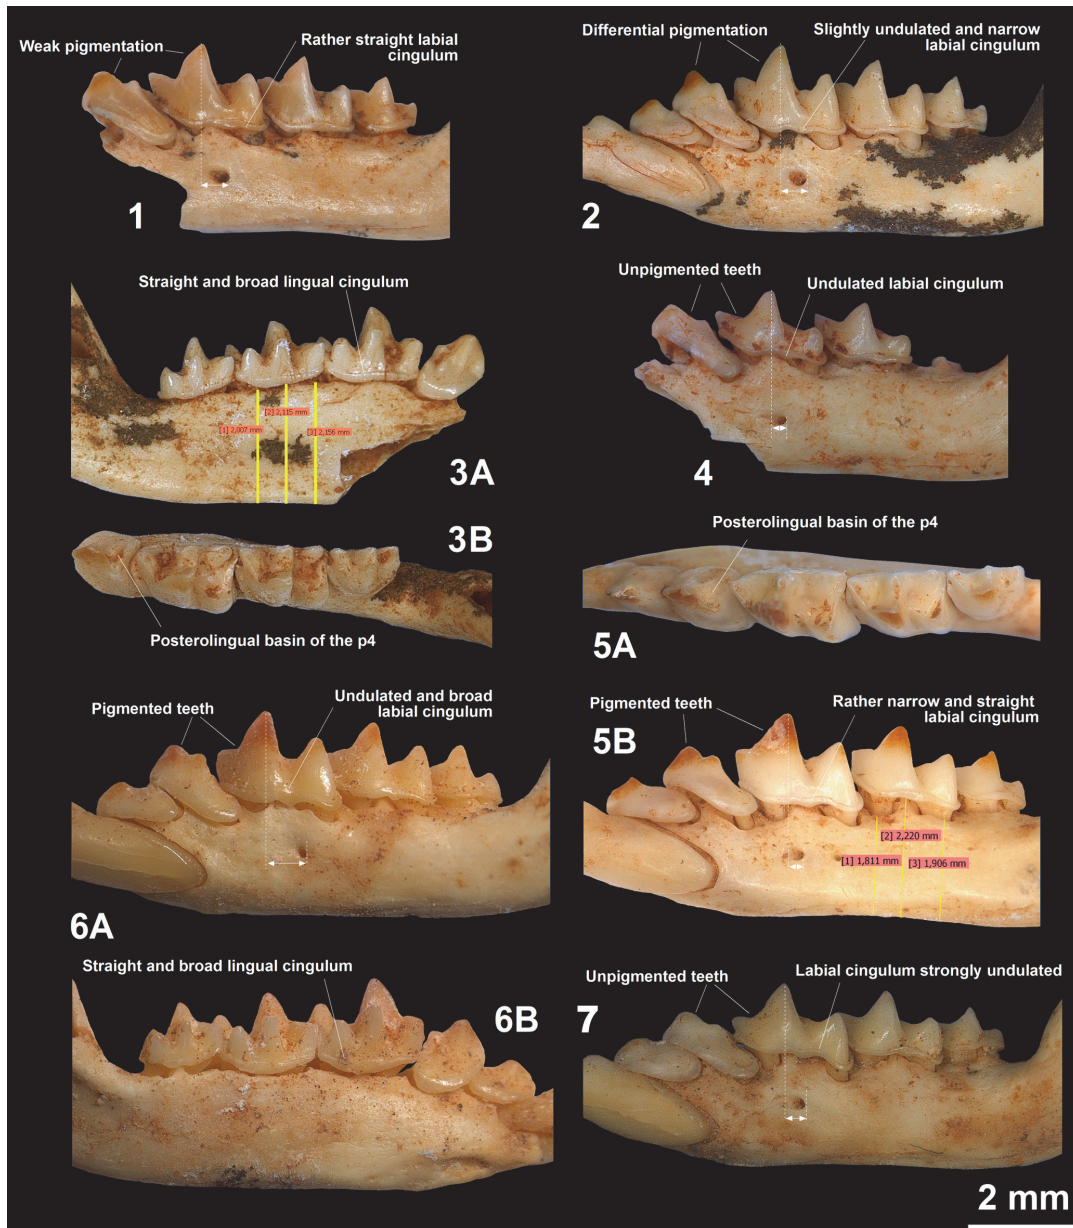 Weak pigmentation
Rather straight labial
cingulum
1
Differential pigmentation
Slightly undulated and narrow
labial cingulum
2
Straight and broad lingual cingulum
[1] 2,007 mm
[2] 2,115 mm
[3] 2,156 mm
3A
Unpigmented teeth
Undulated labial cingulum
4
3B
Posterolingual basin of the p4
Posterolingual basin of the p4
5A
Pigmented teeth
Undulated and broad
labial cingulum
6A
Pigmented teeth
Rather narrow and straight
labial cingulum
5B
[2] 2,220 mm
[1] 1,811 mm
[3] 1,906 mm
Straight and broad lingual cingulum
6B
Unpigmented teeth
Labial cingulum strongly undulated
7
2 mm